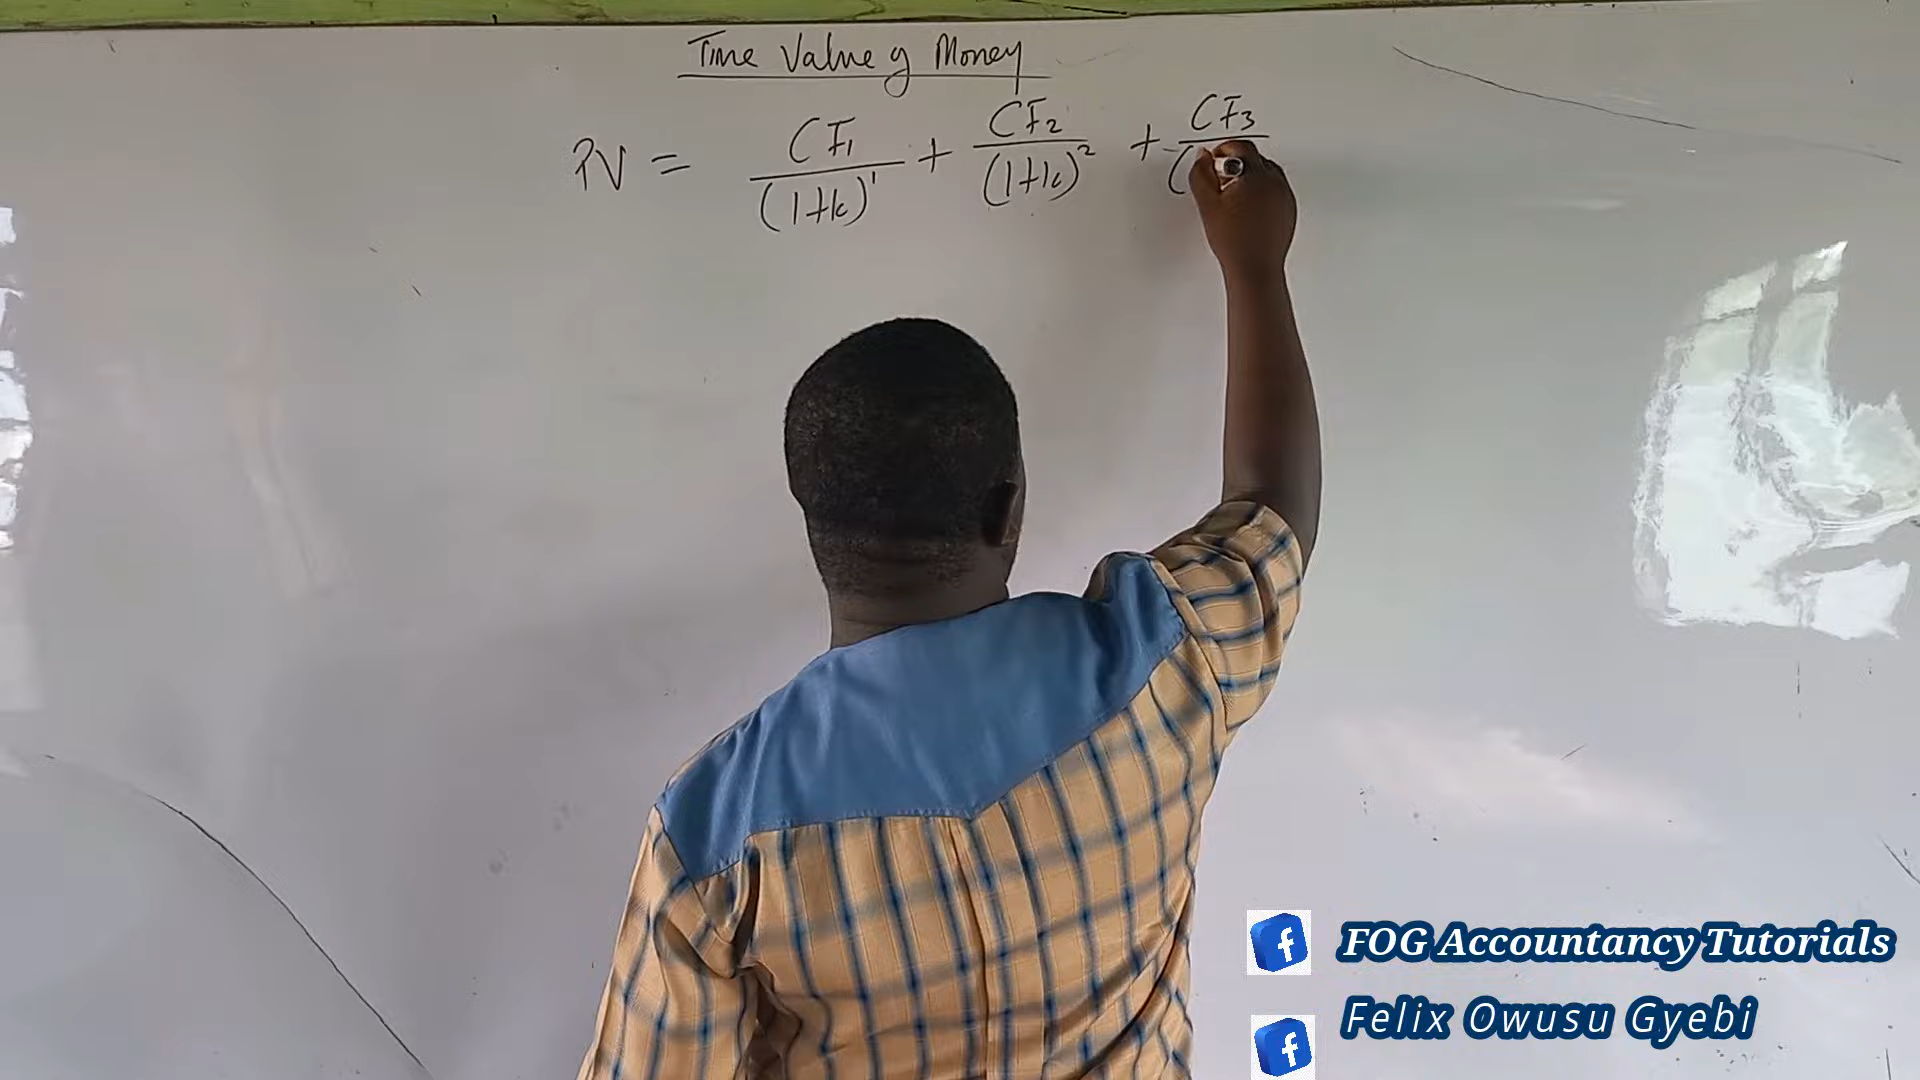 Time Value of Money
PV = CF1/(1+k)^1 + CF2/(1+k)^2 + CF3/(
FOG Accountancy Tutorials
Felix Owusu Gyebi